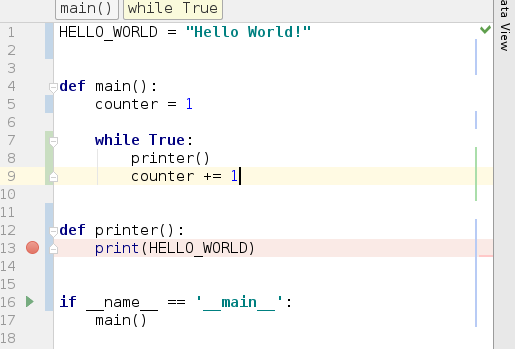 main() while True
1 HELLO_WORLD = "Hello World!"
2
3
4 def main():
5     counter = 1
6
7     while True:
8         printer()
9         counter += 1
10
11
12 def printer():
13     print(HELLO_WORLD)
14
15
16 if __name__ == '__main__':
17     main()
18
ata View